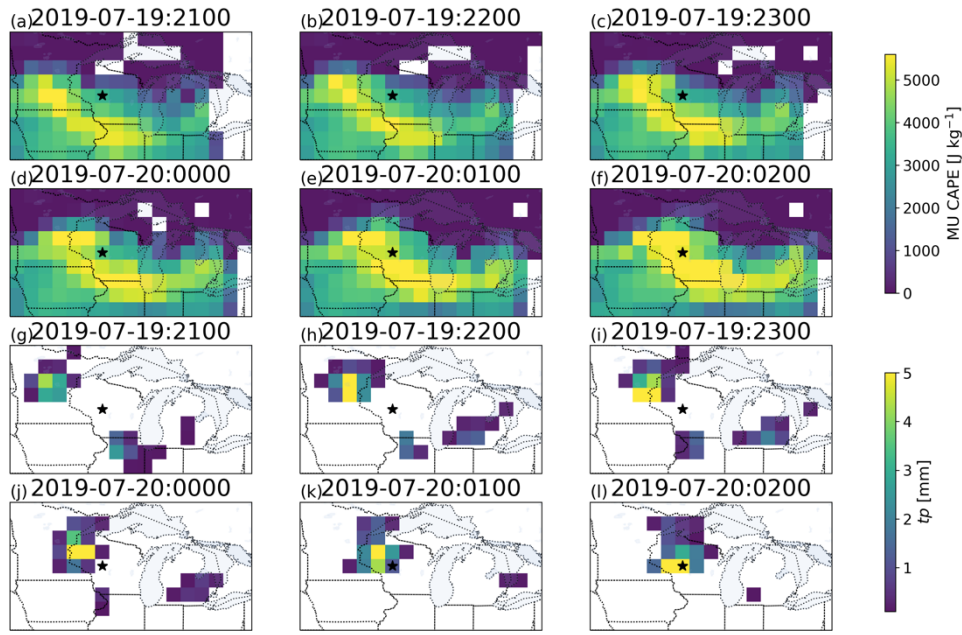 (a) 2019-07-19:2100
(b) 2019-07-19:2200
(c) 2019-07-19:2300
(d) 2019-07-20:0000
(e) 2019-07-20:0100
(f) 2019-07-20:0200
5000
4000
3000
2000
1000
0
MU CAPE [J kg⁻¹]
(g) 2019-07-19:2100
(h) 2019-07-19:2200
(i) 2019-07-19:2300
(j) 2019-07-20:0000
(k) 2019-07-20:0100
(l) 2019-07-20:0200
5
4
3
2
1
tp [mm]